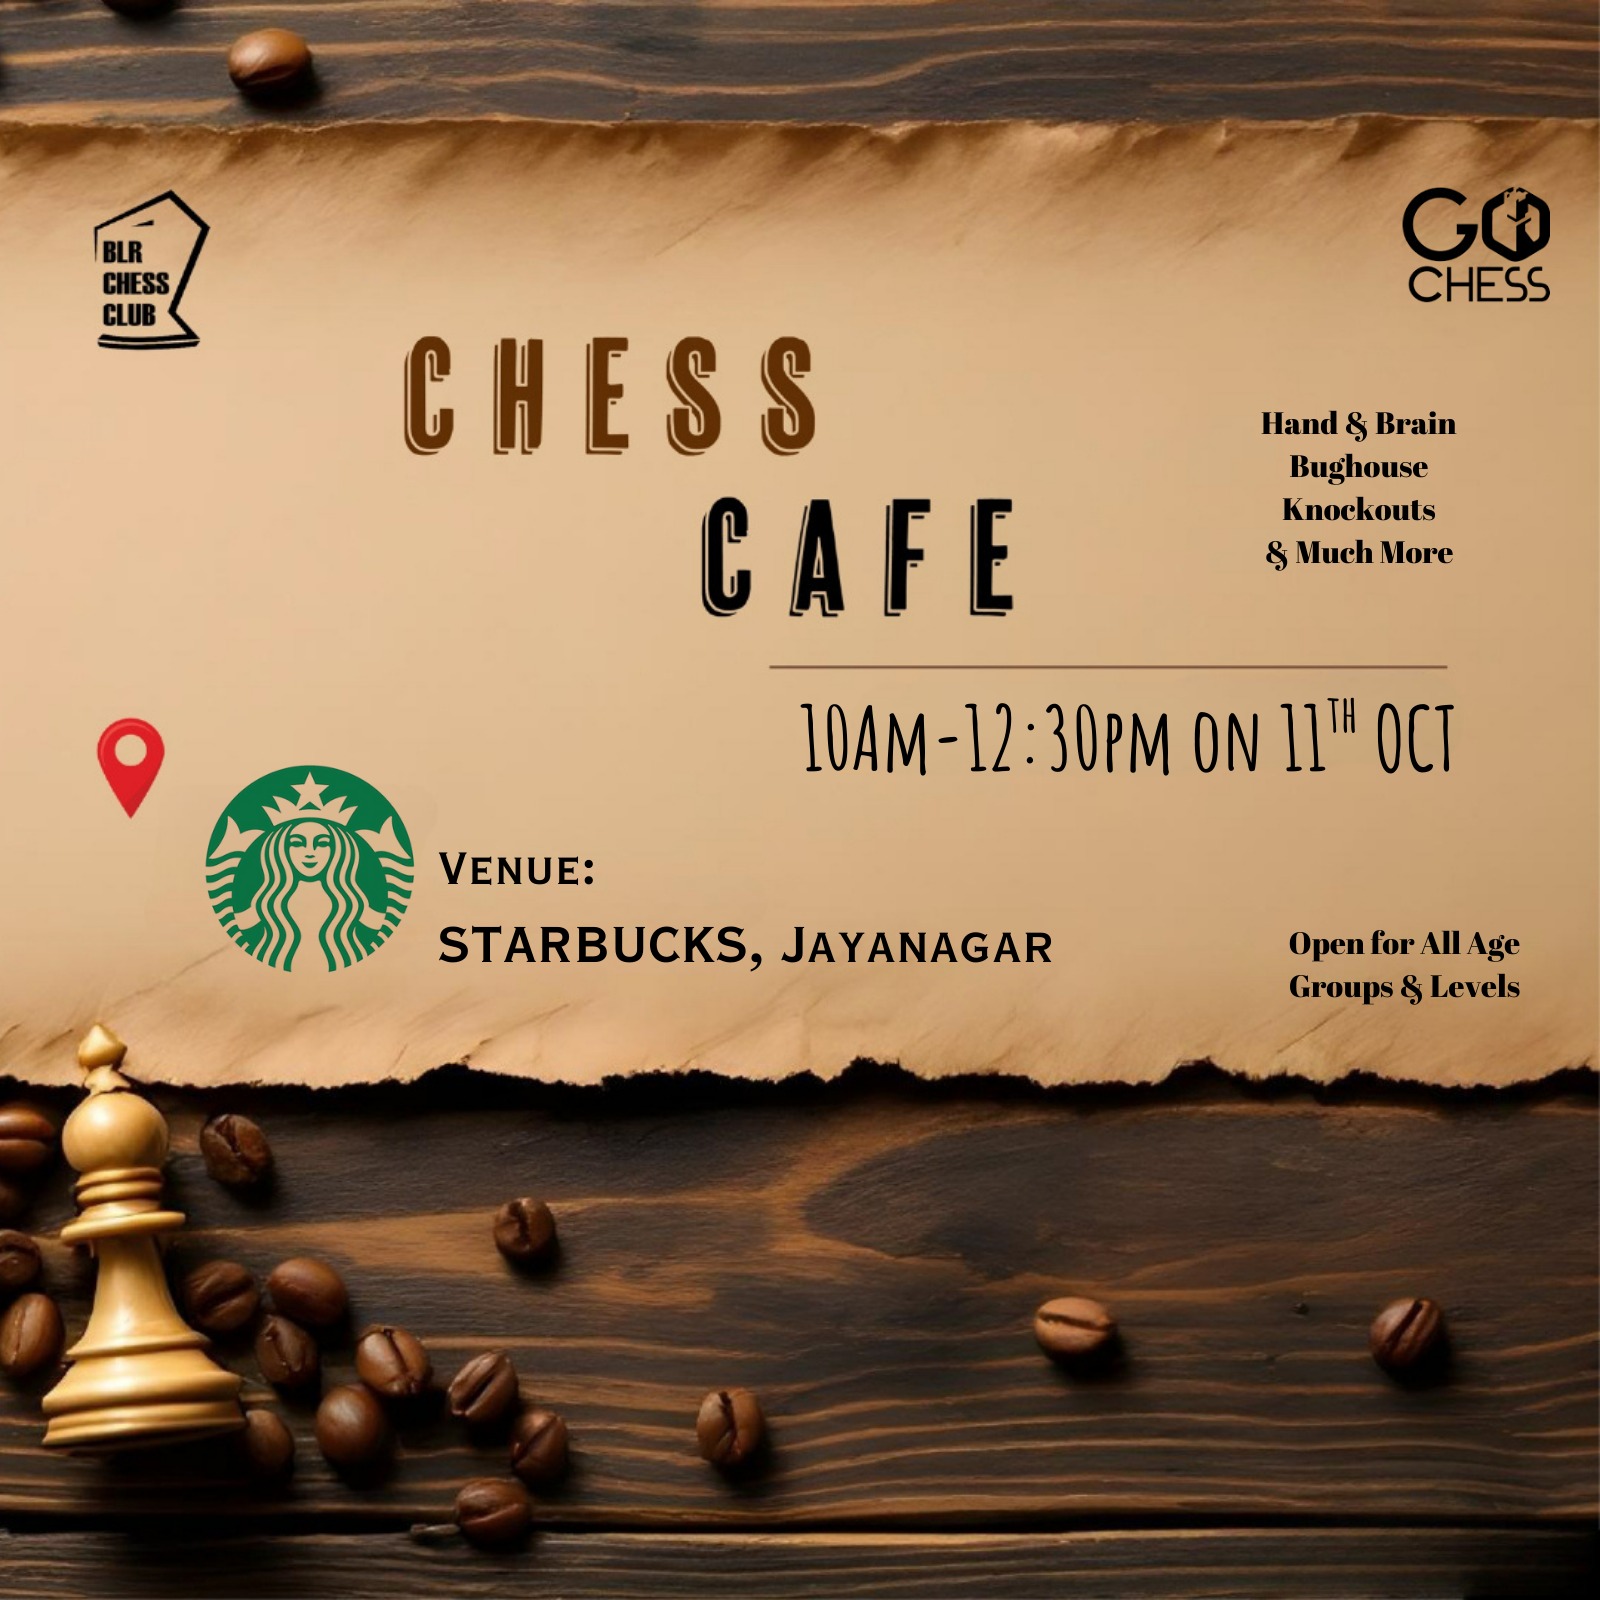 BLR
CHESS
CLUB
GO
CHESS
CHESS
CAFE
Hand & Brain
Bughouse
Knockouts
& Much More
10AM-12:30PM ON 11TH OCT
VENUE:
STARBUCKS, JAYANAGAR
Open for All Age
Groups & Levels